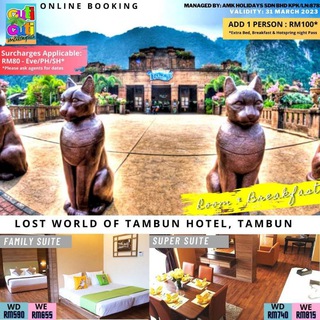 ONLINE BOOKING
MANAGED BY: AMK HOLIDAYS SDN BHD KPK/LN:
VALIDITY: 31 MARCH 2023
ADD 1 PERSON : RM100*
*Extra Bed, Breakfast & Hotspring night Pass
Surcharges Applicable:
RM80 - Eve/PH/SH*
*Please ask agents for dates
Room + Breakfast
LOST WORLD OF TAMBUN HOTEL, TAMBUN
FAMILY SUITE
SUPER SUITE
WD
RM590
WE
RM655
WD
RM740
WE
RM815